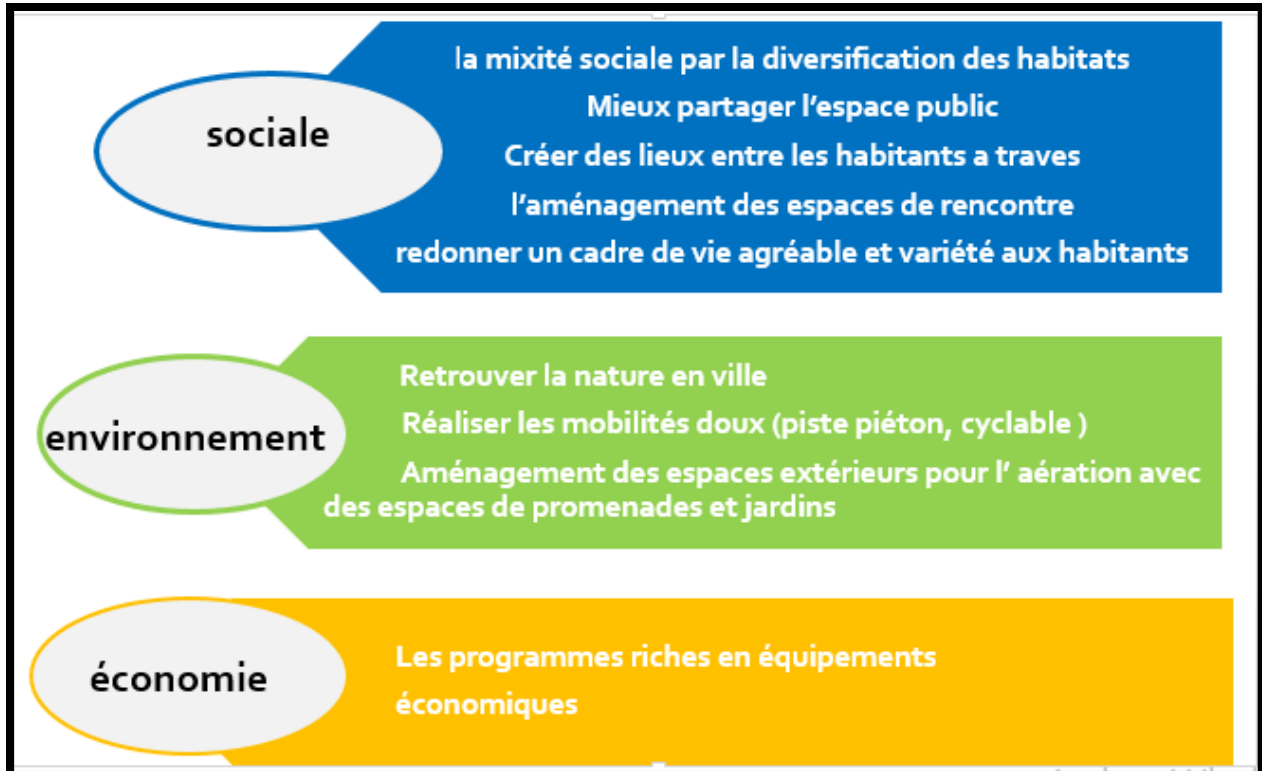 sociale
la mixité sociale par la diversification des habitats
Mieux partager l'espace public
Créer des lieux entre les habitants a traves
l'aménagement des espaces de rencontre
redonner un cadre de vie agréable et variété aux habitants
environnement
Retrouver la nature en ville
Réaliser les mobilités doux (piste piéton, cyclable )
Aménagement des espaces extérieurs pour l' aération avec
des espaces de promenades et jardins
économie
Les programmes riches en équipements
économiques